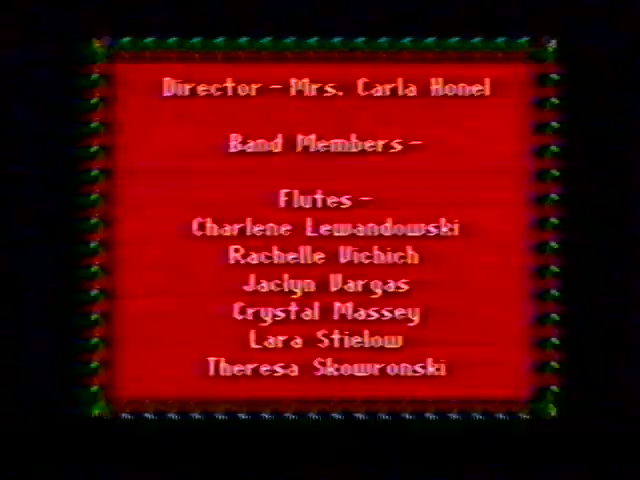 Director - Mrs. Carla Honel
Band Members -
Flutes -
Charlene Lewandowski
Rachelle Vichich
Jaclyn Vargas
Crystal Massey
Lara Stielow
Theresa Skowronski